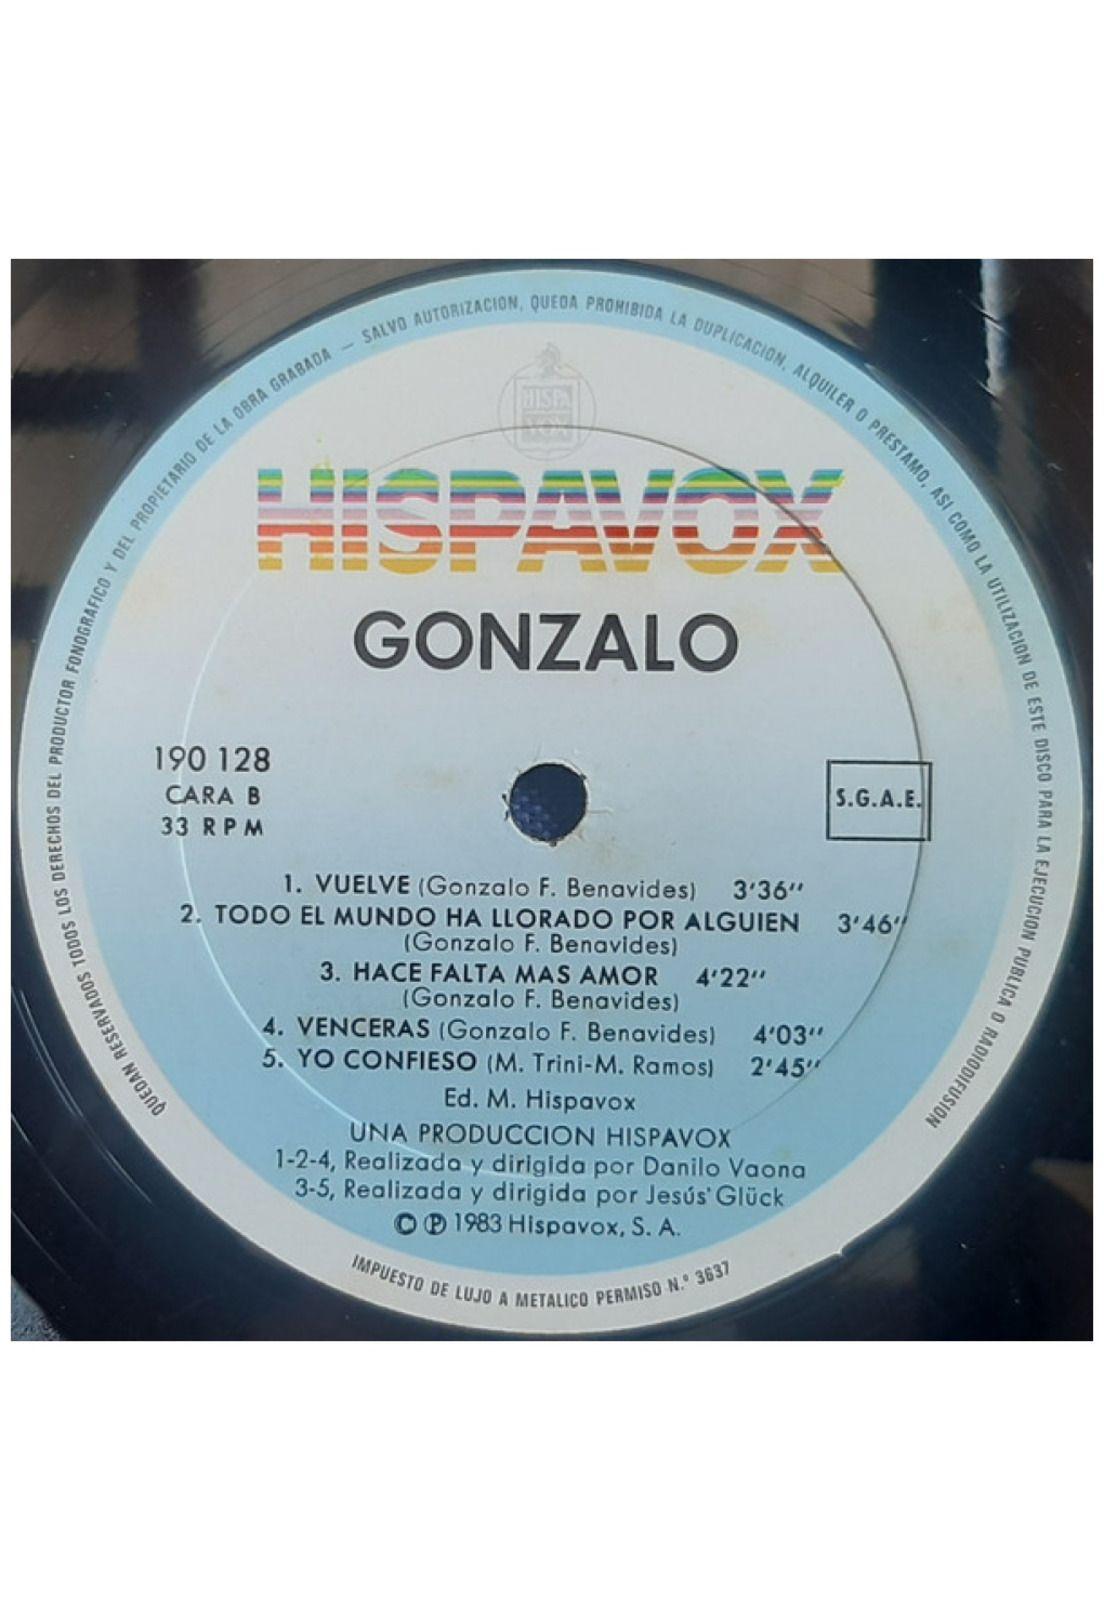 QUEDAN RESERVADOS TODOS LOS DERECHOS DEL PRODUCTOR FONOGRAFICO Y DEL PROPIETARIO DE LA OBRA GRABADA — SALVO AUTORIZACION, QUEDA PROHIBIDA LA DUPLICACION, ALQUILER O PRESTAMO, ASI COMO LA UTILIZACION DE ESTE DISCO PARA LA EJECUCION PUBLICA O RADIODIFUSION
HISPA
VOX
HISPAVOX
GONZALO
190 128
CARA B
33 RPM
S.G.A.E.
1. VUELVE (Gonzalo F. Benavides) 3'36''
2. TODO EL MUNDO HA LLORADO POR ALGUIEN 3'46''
(Gonzalo F. Benavides)
3. HACE FALTA MAS AMOR 4'22''
(Gonzalo F. Benavides)
4. VENCERAS (Gonzalo F. Benavides) 4'03''
5. YO CONFIESO (M. Trini-M. Ramos) 2'45''
Ed. M. Hispavox
UNA PRODUCCION HISPAVOX
1-2-4, Realizada y dirigida por Danilo Vaona
3-5, Realizada y dirigida por Jesús Glück
© ℗ 1983 Hispavox, S. A.
IMPUESTO DE LUJO A METALICO PERMISO N.º 3637